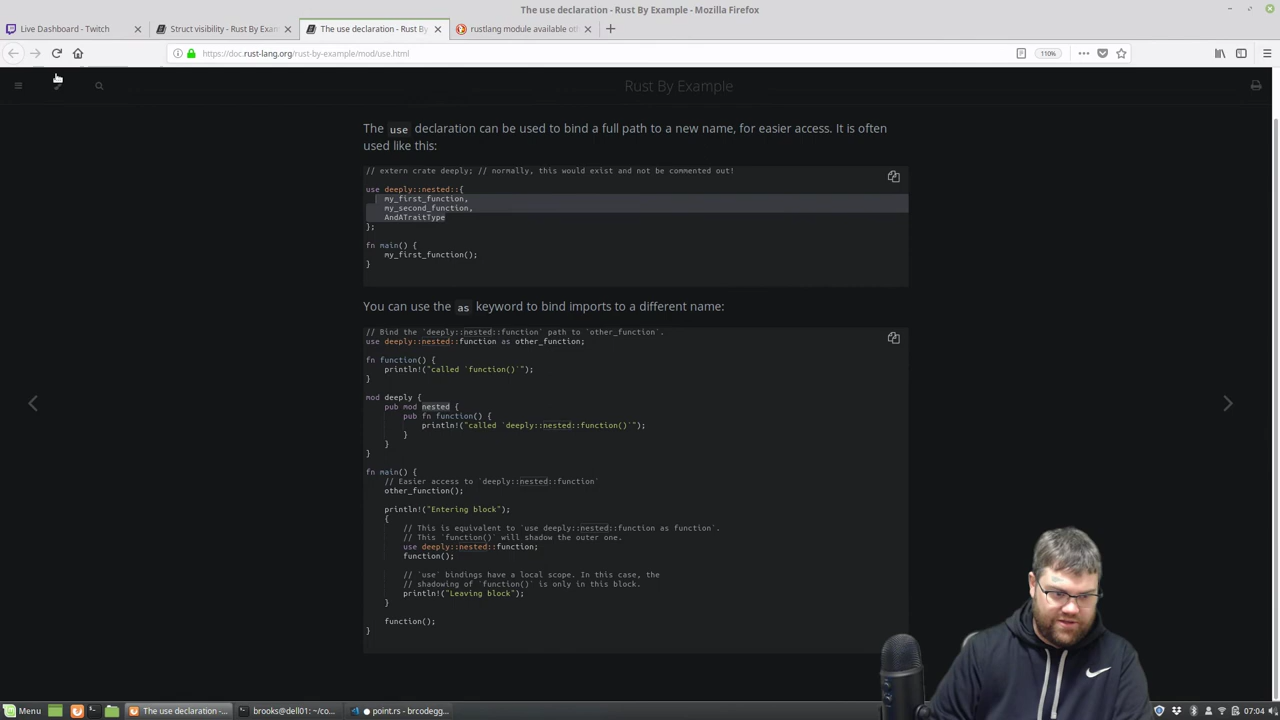 The use declaration - Rust By Example - Mozilla Firefox
Live Dashboard - Twitch
Struct visibility - Rust By Exam
The use declaration - Rust By
rustlang module available ot
https://doc.rust-lang.org/rust-by-example/mod/use.html
110%
Rust By Example
The use declaration can be used to bind a full path to a new name, for easier access. It is often
used like this:
// extern crate deeply; // normally, this would exist and not be commented out!
use deeply::nested::{
my_first_function,
my_second_function,
AndATraitType
};
fn main() {
my_first_function();
}
You can use the as keyword to bind imports to a different name:
// Bind the `deeply::nested::function` path to `other_function`.
use deeply::nested::function as other_function;
fn function() {
println!("called `function()`");
}
mod deeply {
pub mod nested {
pub fn function() {
println!("called `deeply::nested::function()`");
}
}
}
fn main() {
// Easier access to `deeply::nested::function`
other_function();
println!("Entering block");
{
// This is equivalent to `use deeply::nested::function as function`.
// This `function()` will shadow the outer one.
use deeply::nested::function;
function();
// `use` bindings have a local scope. In this case, the
// shadowing of `function()` is only in this block.
println!("Leaving block");
}
function();
}
Menu
The use declaration -...
brooks@dell01: ~/co...
● point.rs - brcodegg...
07:04